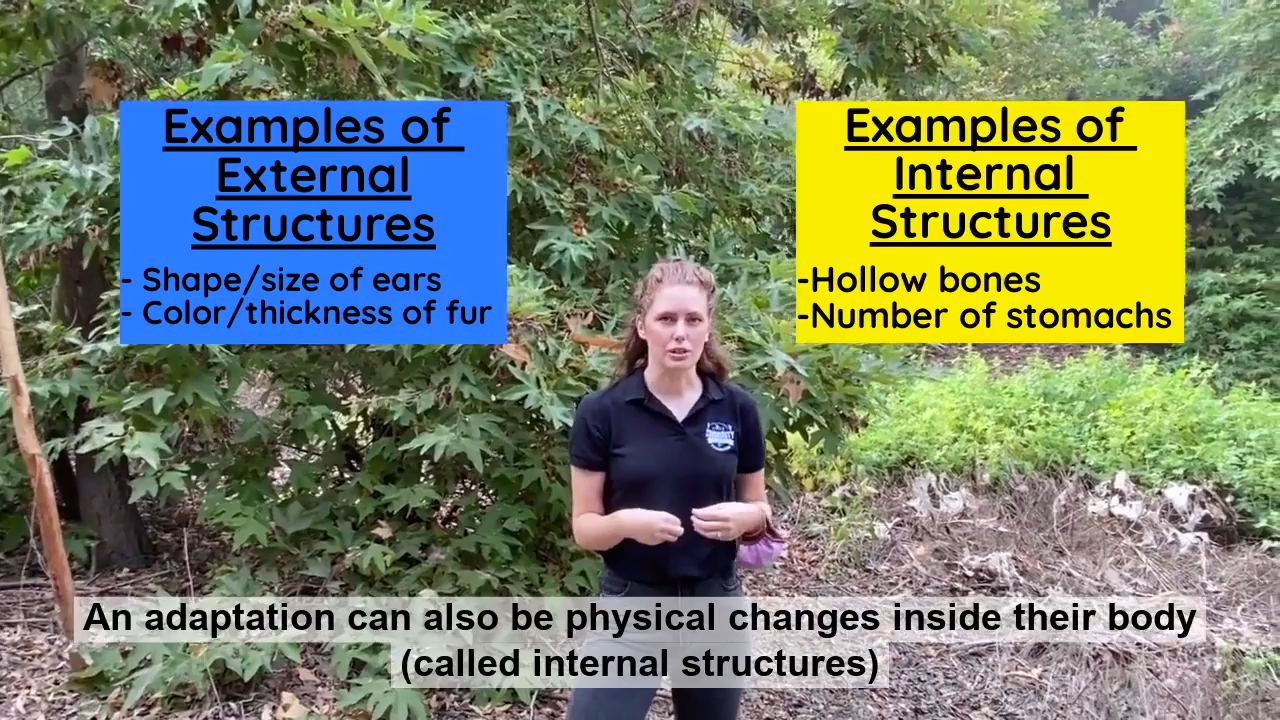 Examples of
External
Structures
- Shape/size of ears
- Color/thickness of fur
Examples of
Internal
Structures
-Hollow bones
-Number of stomachs
An adaptation can also be physical changes inside their body
(called internal structures)